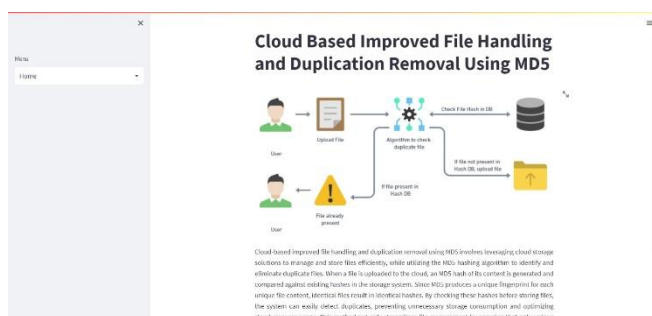 Menu
Home
Cloud Based Improved File Handling
and Duplication Removal Using MD5
Check File Hash in DB
Upload File
Algorithm to check
duplicate file
User
If file not present in
Hash DB, upload file
If file present in
Hash DB
File already
present
User
Cloud-based improved file handling and duplication removal using MD5 involves leveraging cloud storage
solutions to manage and store files efficiently, while utilizing the MD5 hashing algorithm to identify and
eliminate duplicate files. When a file is uploaded to the cloud, an MD5 hash of its content is generated and
compared against existing hashes in the storage system. Since MD5 produces a unique fingerprint for each
unique file content, identical files result in identical hashes. By checking these hashes before storing files,
the system can easily detect duplicates, preventing unnecessary storage consumption and optimizing